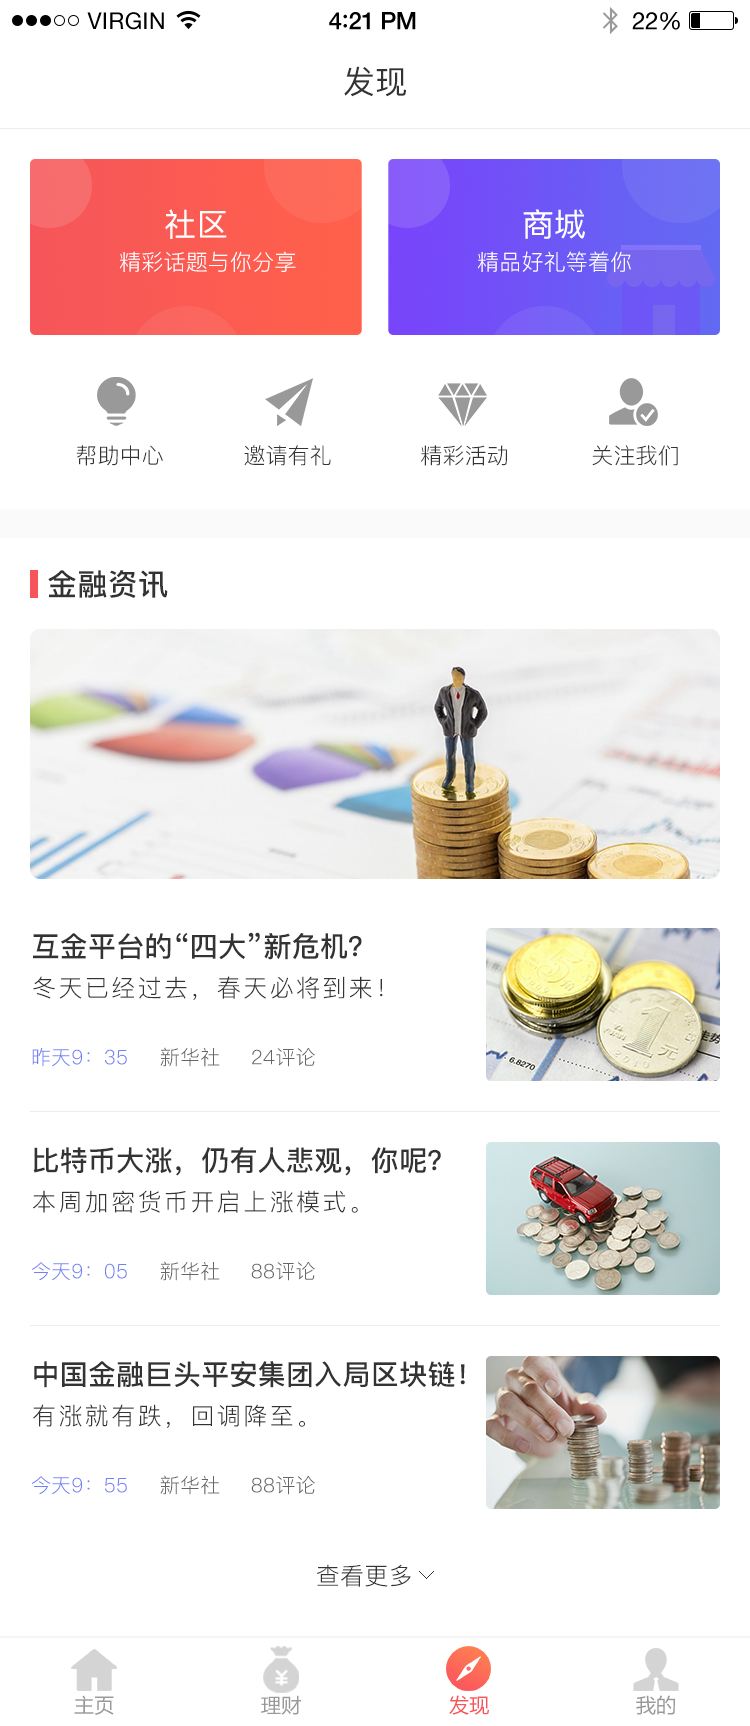 VIRGIN 4:21 PM 22%
发现
社区
精彩话题与你分享
商城
精品好礼等着你
帮助中心 邀请有礼 精彩活动 关注我们
金融资讯
互金平台的“四大”新危机?
冬天已经过去，春天必将到来！
昨天9：35 新华社 24评论
1
元
走势
6.8270
比特币大涨，仍有人悲观，你呢?
本周加密货币开启上涨模式。
今天9：05 新华社 88评论
中国金融巨头平安集团入局区块链！
有涨就有跌，回调降至。
今天9：55 新华社 88评论
查看更多
¥
主页 理财 发现 我的